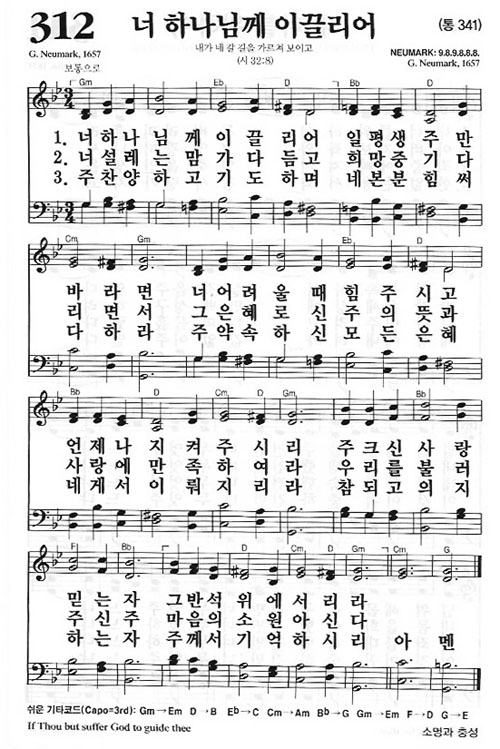 312 너 하나님께 이끌리어 (통 341)
G. Neumark, 1657
내가 네 갈 길을 가르쳐 보이고
NEUMARK: 9.8.9.8.8.8.
보통으로
(시 32:8)
G. Neumark, 1657
Gm Eb D
1. 너 하 나 님 께 이 끌 리 어 일 평 생 주 만
2. 너 설 레 는 맘 가 다 듬 고 희 망 중 기 다
3. 주 찬 양 하 고 기 도 하 며 네 본 분 힘 써
Cm Gm Eb D
바 라 면 너 어 려 울 때 힘 주 시 고
라 면 서 그 은 혜 로 신 주 의 뜻 과
다 하 라 그 주 약 속 하 신 모 든 은 혜
Bb D Cm D Gm Bb
언 제 나 지 켜 주 시 리 주 크 신 사 랑
사 랑 에 만 족 하 여 라 우 리 를 불 러
네 게 서 이 뤄 지 리 라 참 되 고 의 지
F Bb D Cm D Gm Cm G
믿 는 자 그 반 석 위 에 서 리 라
주 신 주 마 음 의 소 원 아 신 다
하 는 자 주 께 서 기 억 하 시 리 아 멘
쉬운 기타코드(Capo=3rd): Gm→Em D→B Eb→C Cm→Am Bb→G Gm→Em F→D G→E
If Thou but suffer God to guide thee
소명과 충성